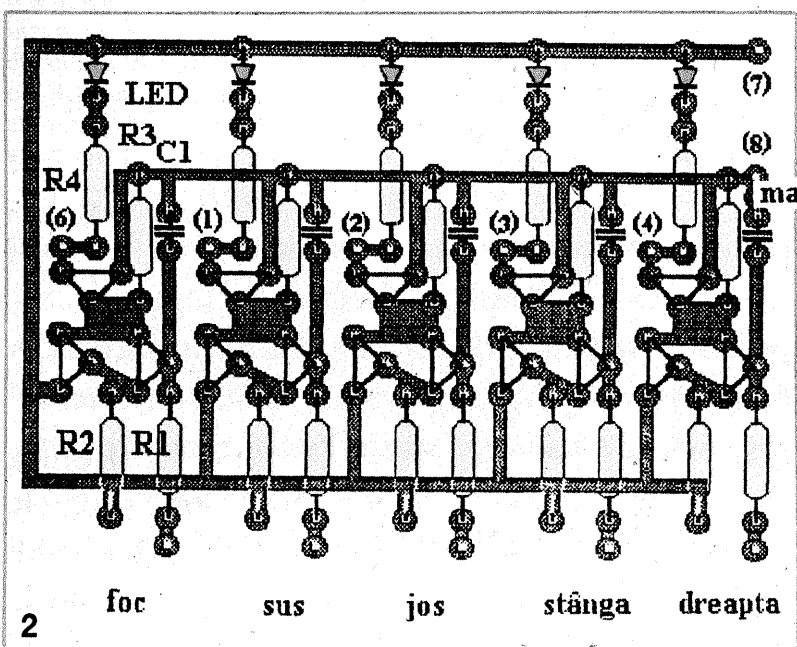 (7)
LED
R3
C1
(8)
R4
ma
(6)
(1)
(2)
(3)
(4)
R2
R1
foc
sus
jos
stânga
dreapta
2